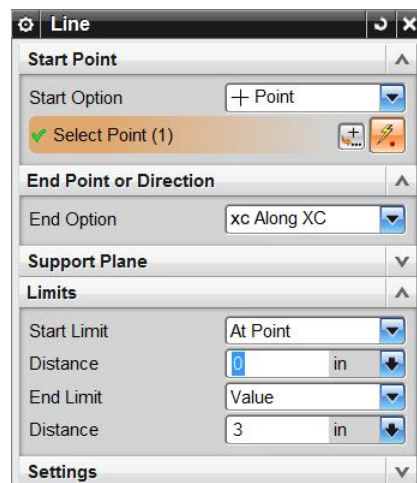 Line
Start Point
Start Option + Point
Select Point (1)
End Point or Direction
End Option xc Along XC
Support Plane
Limits
Start Limit At Point
Distance 0 in
End Limit Value
Distance 3 in
Settings